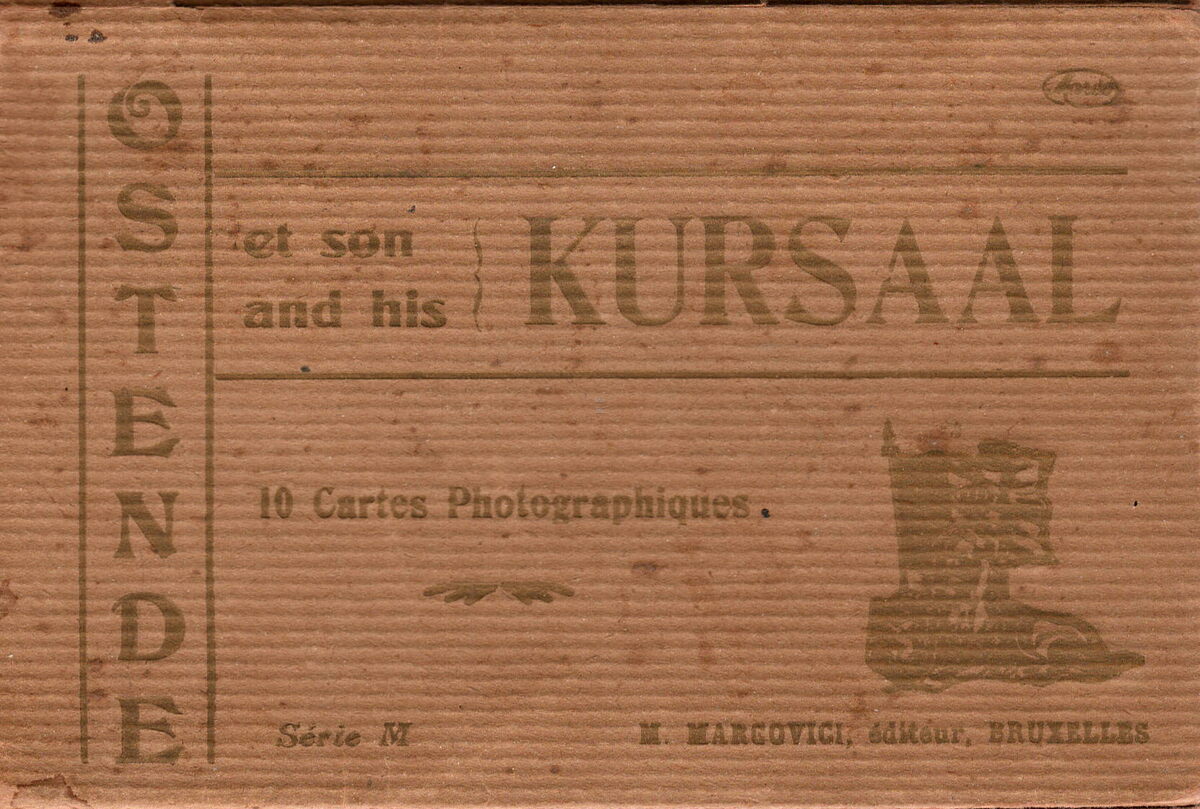 OSTENDE
et son
and his
KURSAAL
10 Cartes Photographiques.
Série M
M. MARCOVICI, éditeur, BRUXELLES